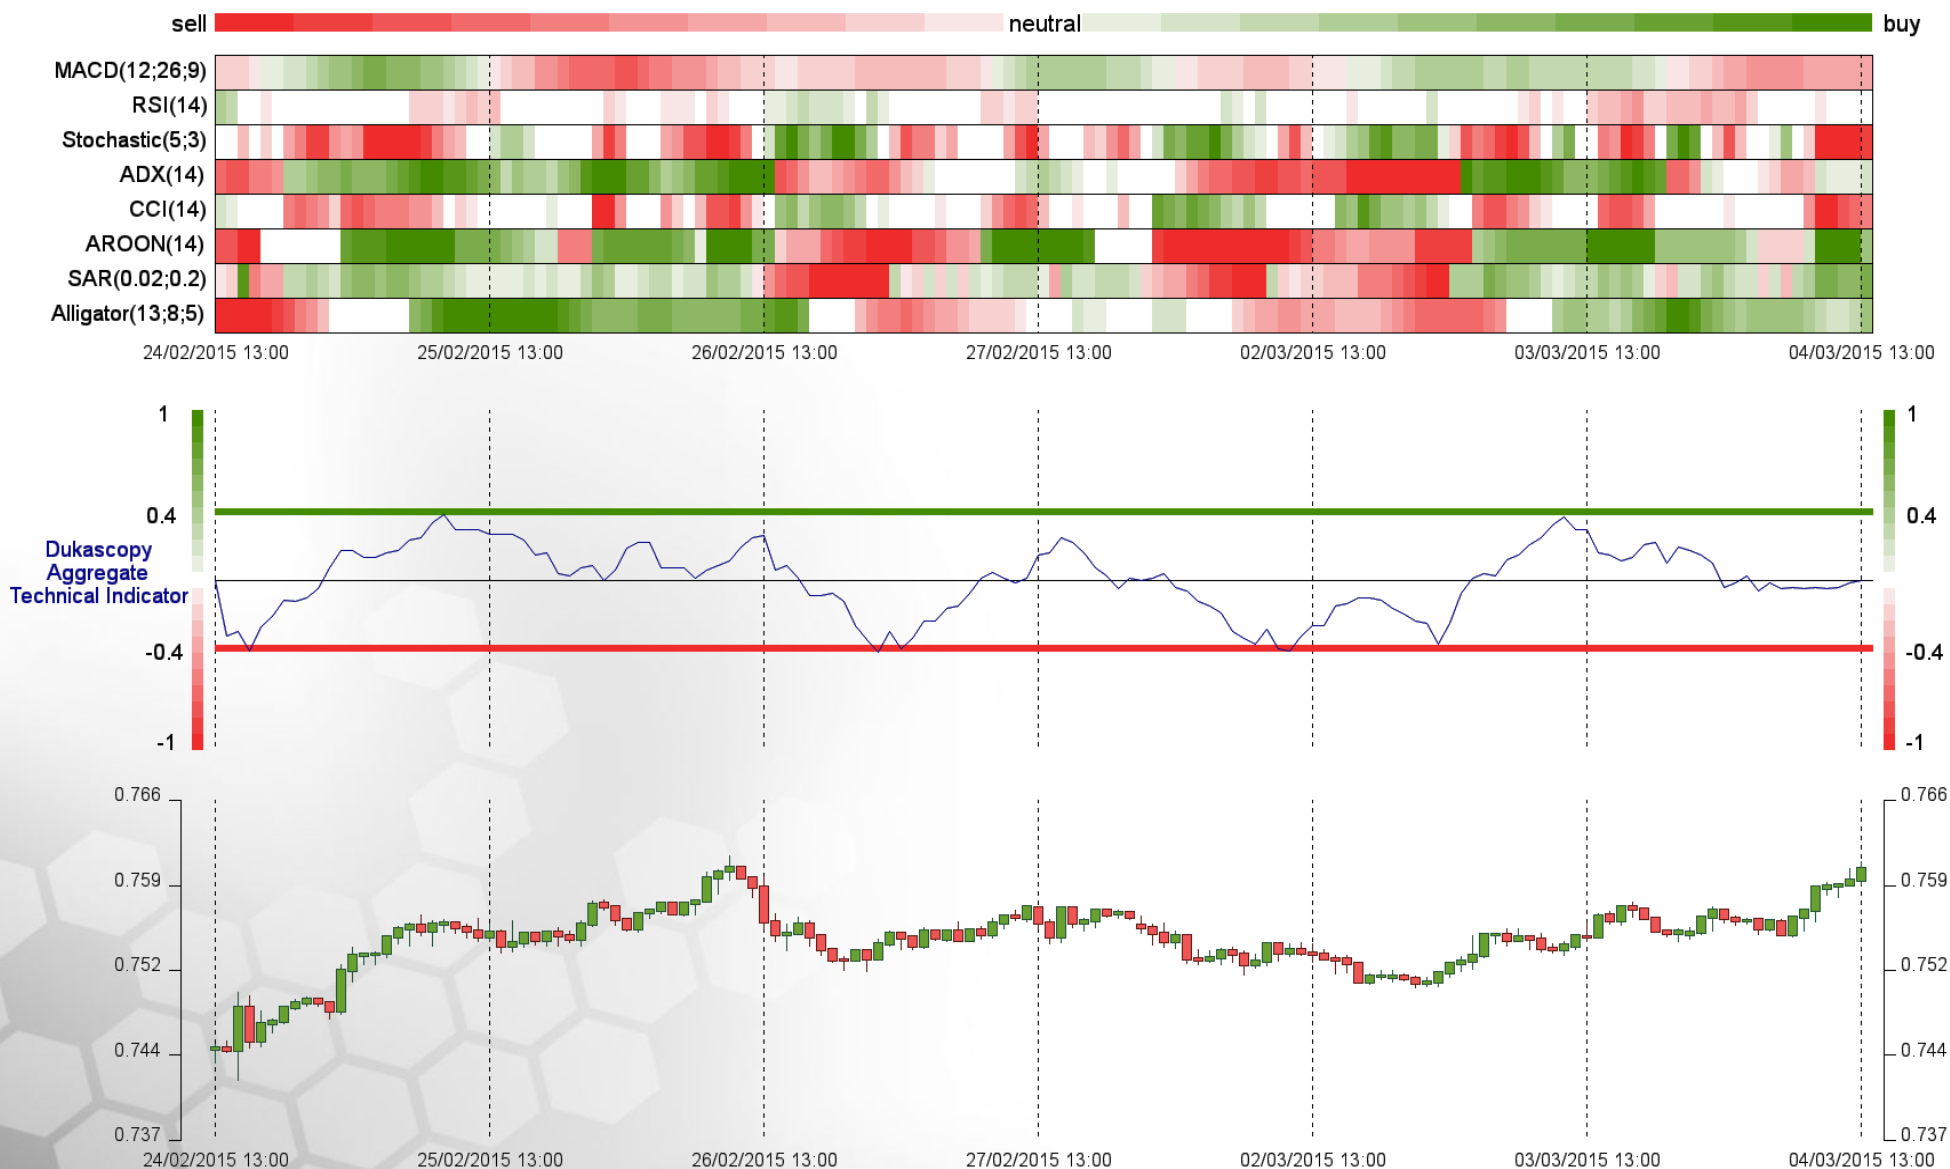 sell neutral buy
MACD(12;26;9)
RSI(14)
Stochastic(5;3)
ADX(14)
CCI(14)
AROON(14)
SAR(0.02;0.2)
Alligator(13;8;5)
24/02/2015 13:00 25/02/2015 13:00 26/02/2015 13:00 27/02/2015 13:00 02/03/2015 13:00 03/03/2015 13:00 04/03/2015 13:00
1 1
0.4 0.4
Dukascopy
Aggregate
Technical Indicator
-0.4 -0.4
-1 -1
0.766 0.766
0.759 0.759
0.752 0.752
0.744 0.744
0.737 0.737
24/02/2015 13:00 25/02/2015 13:00 26/02/2015 13:00 27/02/2015 13:00 02/03/2015 13:00 03/03/2015 13:00 04/03/2015 13:00